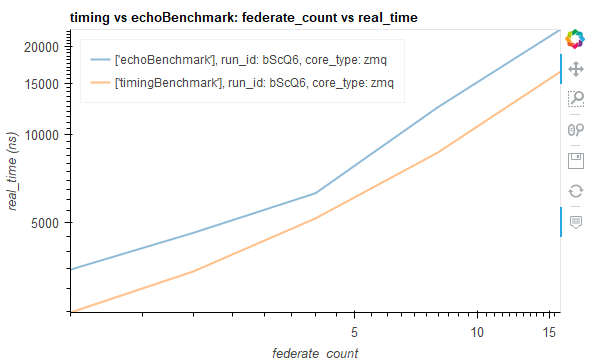 timing vs echoBenchmark: federate_count vs real_time
['echoBenchmark'], run_id: bScQ6, core_type: zmq
['timingBenchmark'], run_id: bScQ6, core_type: zmq
20000
15000
10000
5000
real_time (ns)
5
10
15
federate_count